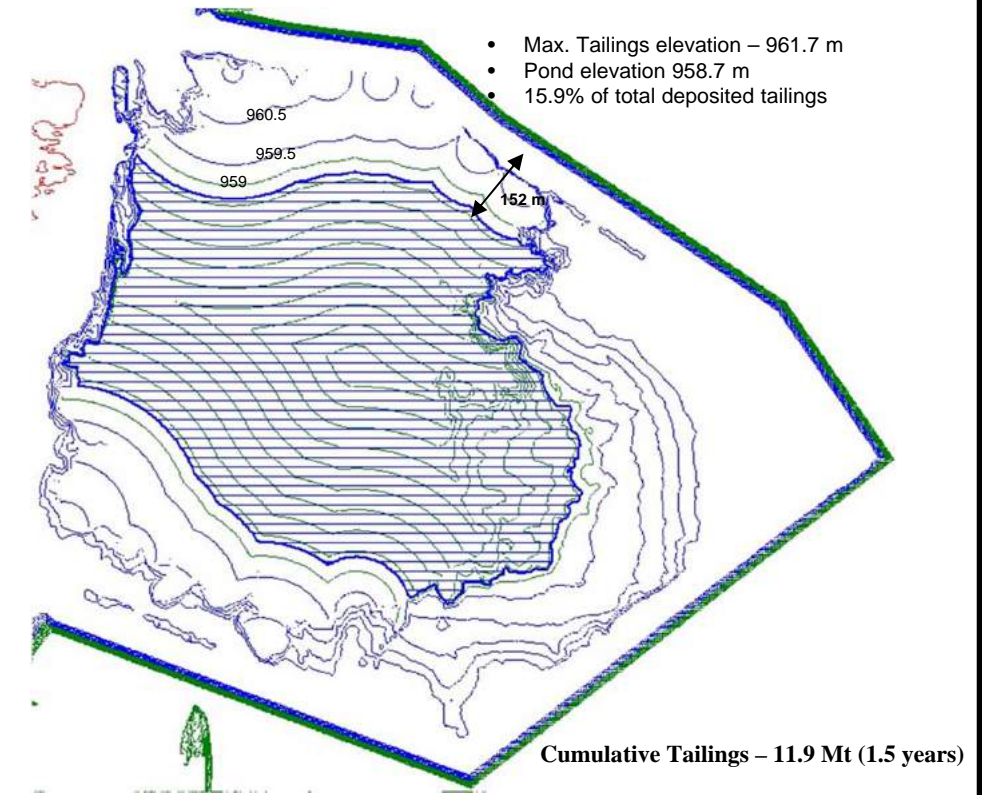 • Max. Tailings elevation – 961.7 m
• Pond elevation 958.7 m
• 15.9% of total deposited tailings
960.5
959.5
959
152 m
Cumulative Tailings – 11.9 Mt (1.5 years)